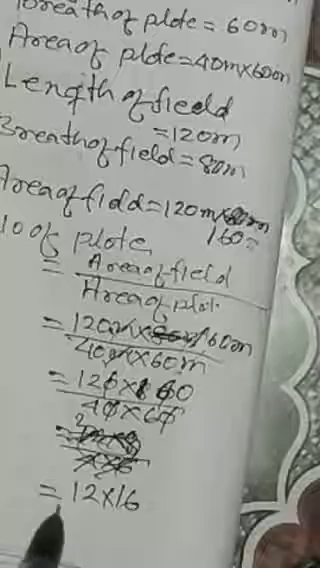 Breath of plote = 60m
Area of plote = 40m×60m
Length of field
= 120m
Breath of field = 80m
Area of field = 120m×
160
10 of plote
= Area of field
Area of plot
= 120m× 160m
40m×60m
= 120×160
40×60
= 12×16